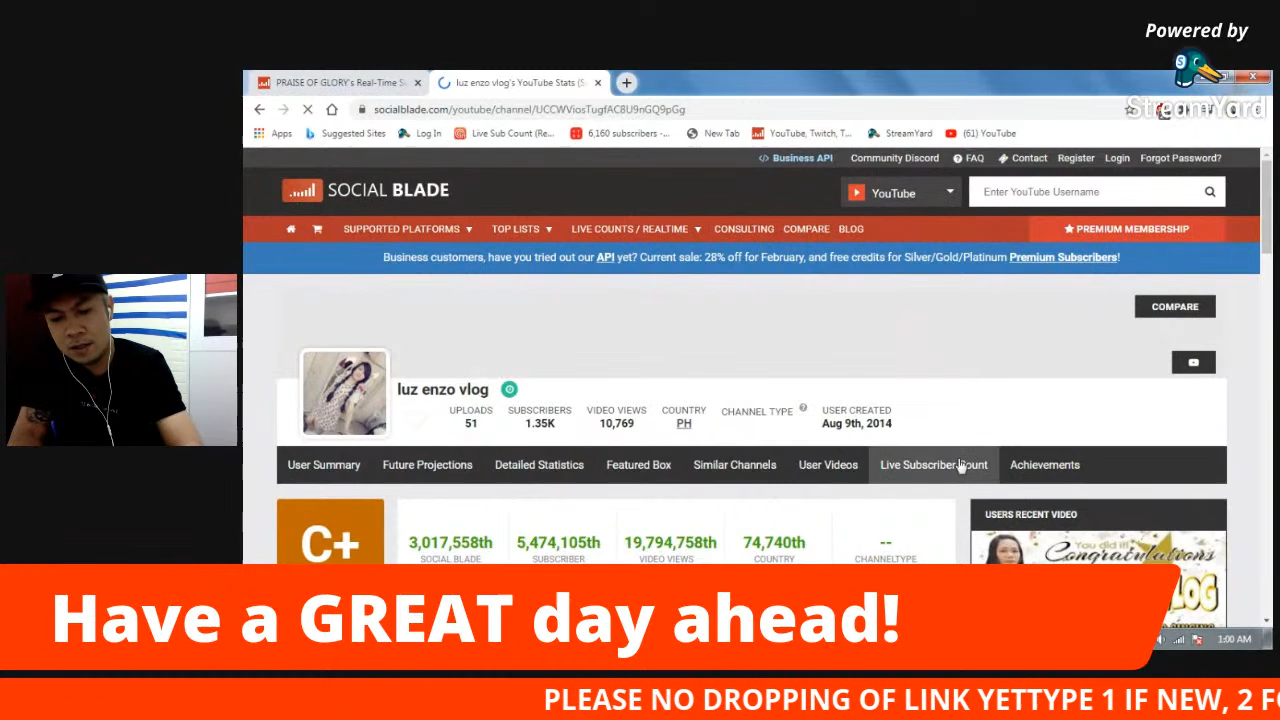 Powered by
StreamYard
PRAISE OF GLORY's Real-Time S
luz enzo vlog's YouTube Stats (S
socialblade.com/youtube/channel/UCCWViosTugfAC8U9nGQ9pGg
Apps Suggested Sites Log In Live Sub Count (Re... 6,160 subscribers -... New Tab YouTube, Twitch, T... StreamYard (61) YouTube
Business API Community Discord FAQ Contact Register Login Forgot Password?
SOCIAL BLADE YouTube Enter YouTube Username
SUPPORTED PLATFORMS TOP LISTS LIVE COUNTS / REALTIME CONSULTING COMPARE BLOG PREMIUM MEMBERSHIP
Business customers, have you tried out our API yet? Current sale: 28% off for February, and free credits for Silver/Gold/Platinum Premium Subscribers!
COMPARE
luz enzo vlog
UPLOADS SUBSCRIBERS VIDEO VIEWS COUNTRY CHANNEL TYPE USER CREATED
51 1.35K 10,769 PH Aug 9th, 2014
User Summary Future Projections Detailed Statistics Featured Box Similar Channels User Videos Live Subscriber Count Achievements
C+
3,017,558th 5,474,105th 19,794,758th 74,740th --
SOCIAL BLADE SUBSCRIBER VIDEO VIEWS COUNTRY CHANNELTYPE
USERS RECENT VIDEO
You did it!
Congratulations
1:00 AM
Have a GREAT day ahead!
PLEASE NO DROPPING OF LINK YETTYPE 1 IF NEW, 2 FO